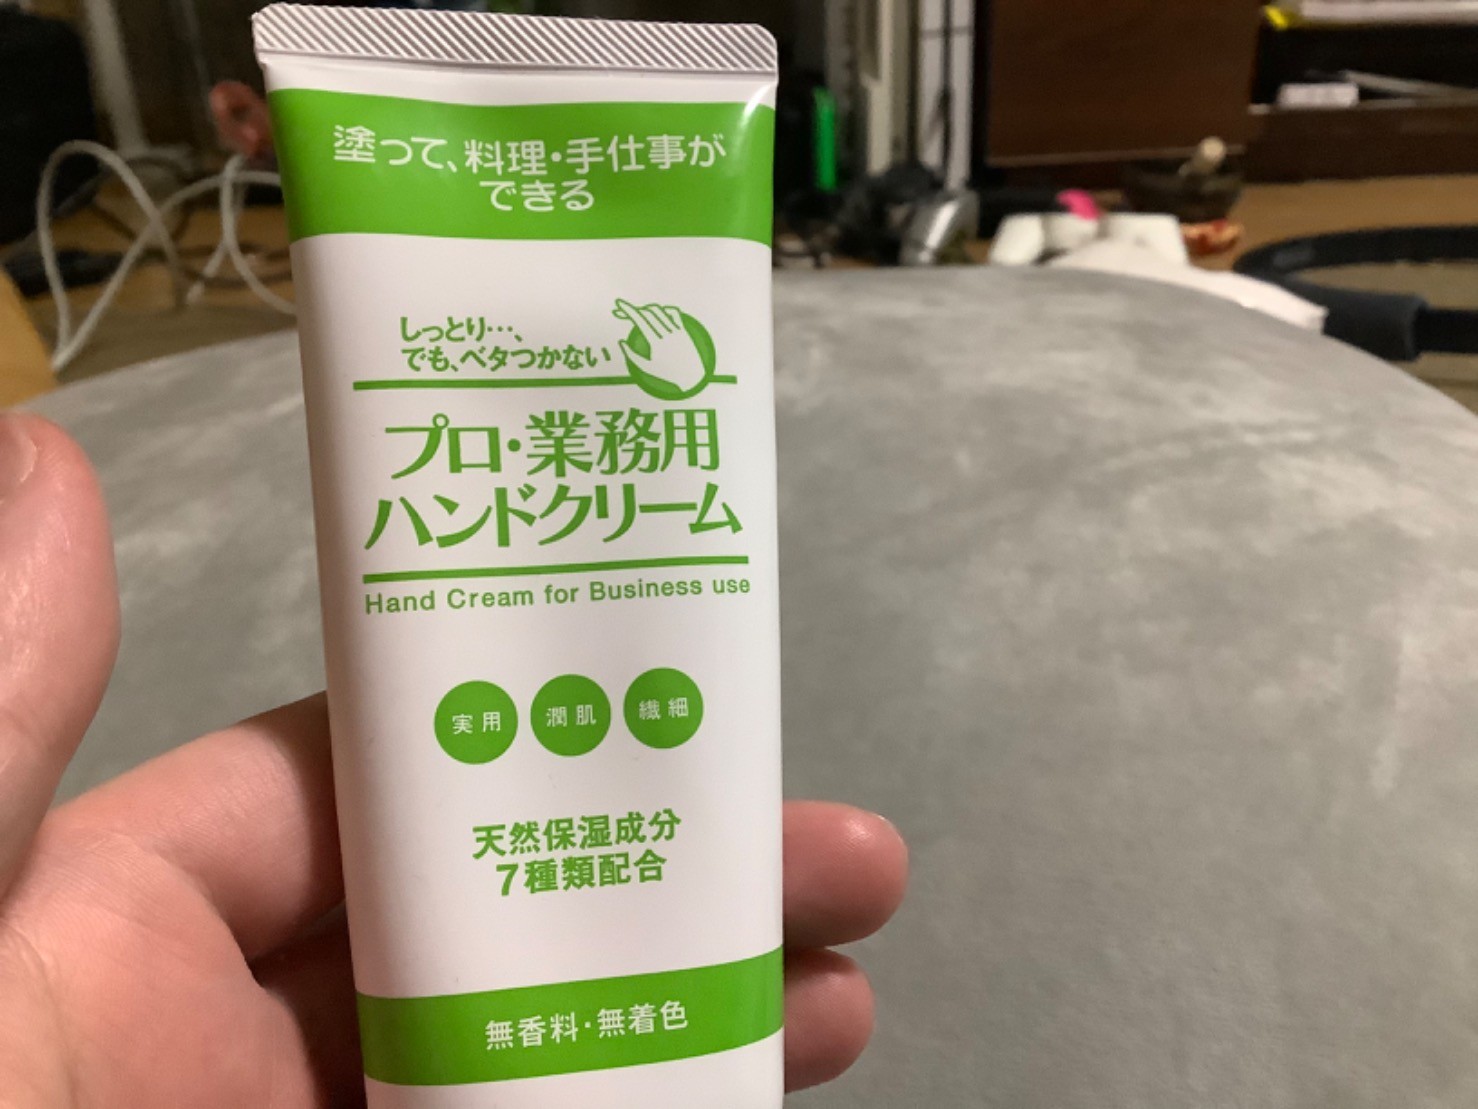 塗って、料理・手仕事が
できる
しっとり…、
でも、ベタつかない
プロ・業務用
ハンドクリーム
Hand Cream for Business use
実用 潤肌 繊細
天然保湿成分
7種類配合
無香料・無着色